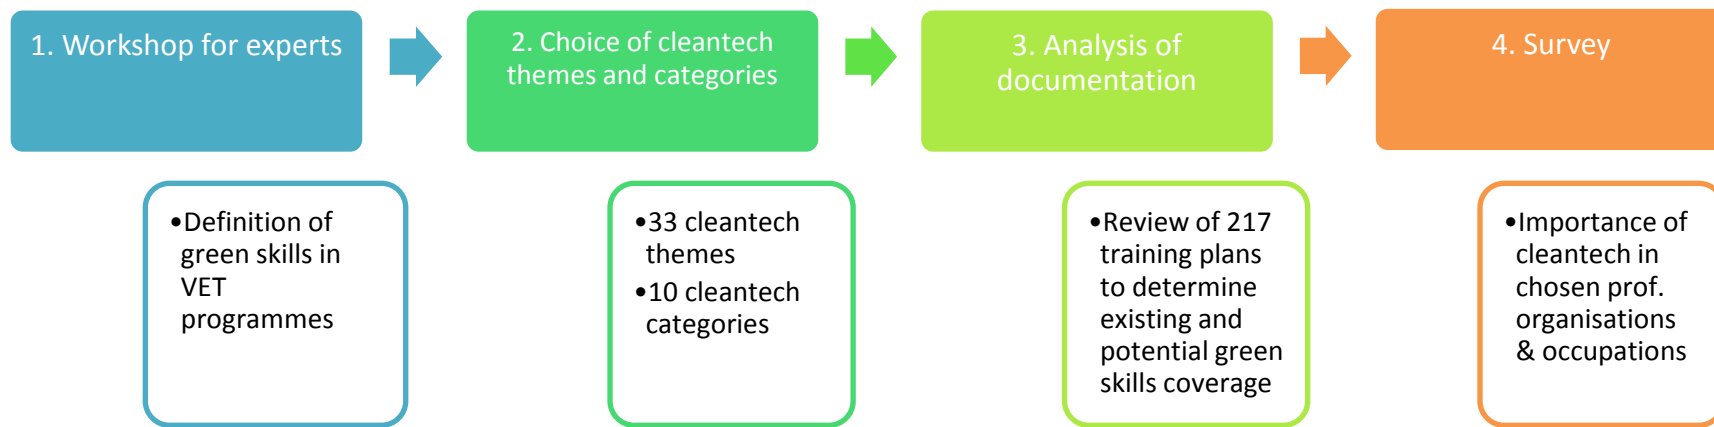 1. Workshop for experts
2. Choice of cleantech
themes and categories
3. Analysis of
documentation
4. Survey
•Definition of
green skills in
VET
programmes
•33 cleantech
themes
•10 cleantech
categories
•Review of 217
training plans
to determine
existing and
potential green
skills coverage
•Importance of
cleantech in
chosen prof.
organisations
& occupations